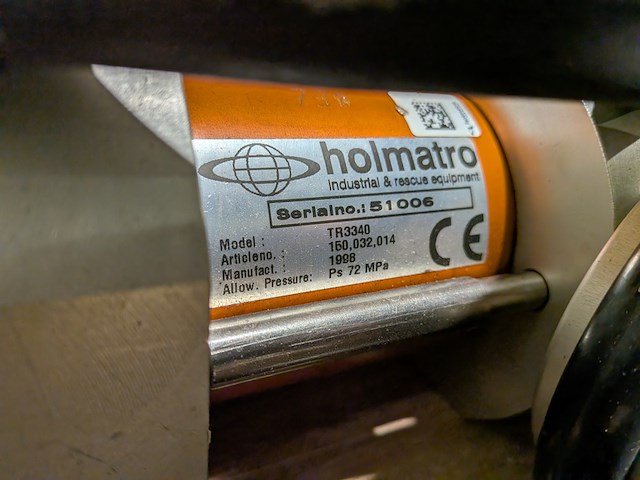 holmatro
industrial & rescue equipment
Serialno.: 51006
Model : TR3340
Articleno. : 150,032,014
Manufact. : 1998
Allow. Pressure: Ps 72 MPa
CE